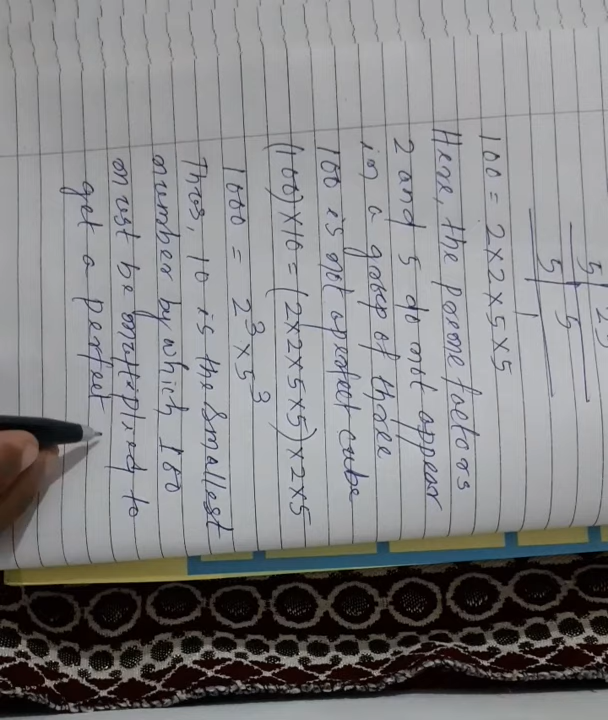 5
5 5
1
100 = 2×2×5×5
Here, the prime factors
2 and 5 do not appear
in a group of three
100 is not a perfect cube
(100)×10 = (2×2×5×5)×2×5
1000 = 2³×5³
Thus, 10 is the smallest
number by which 100
must be multiplied to
get a perfect